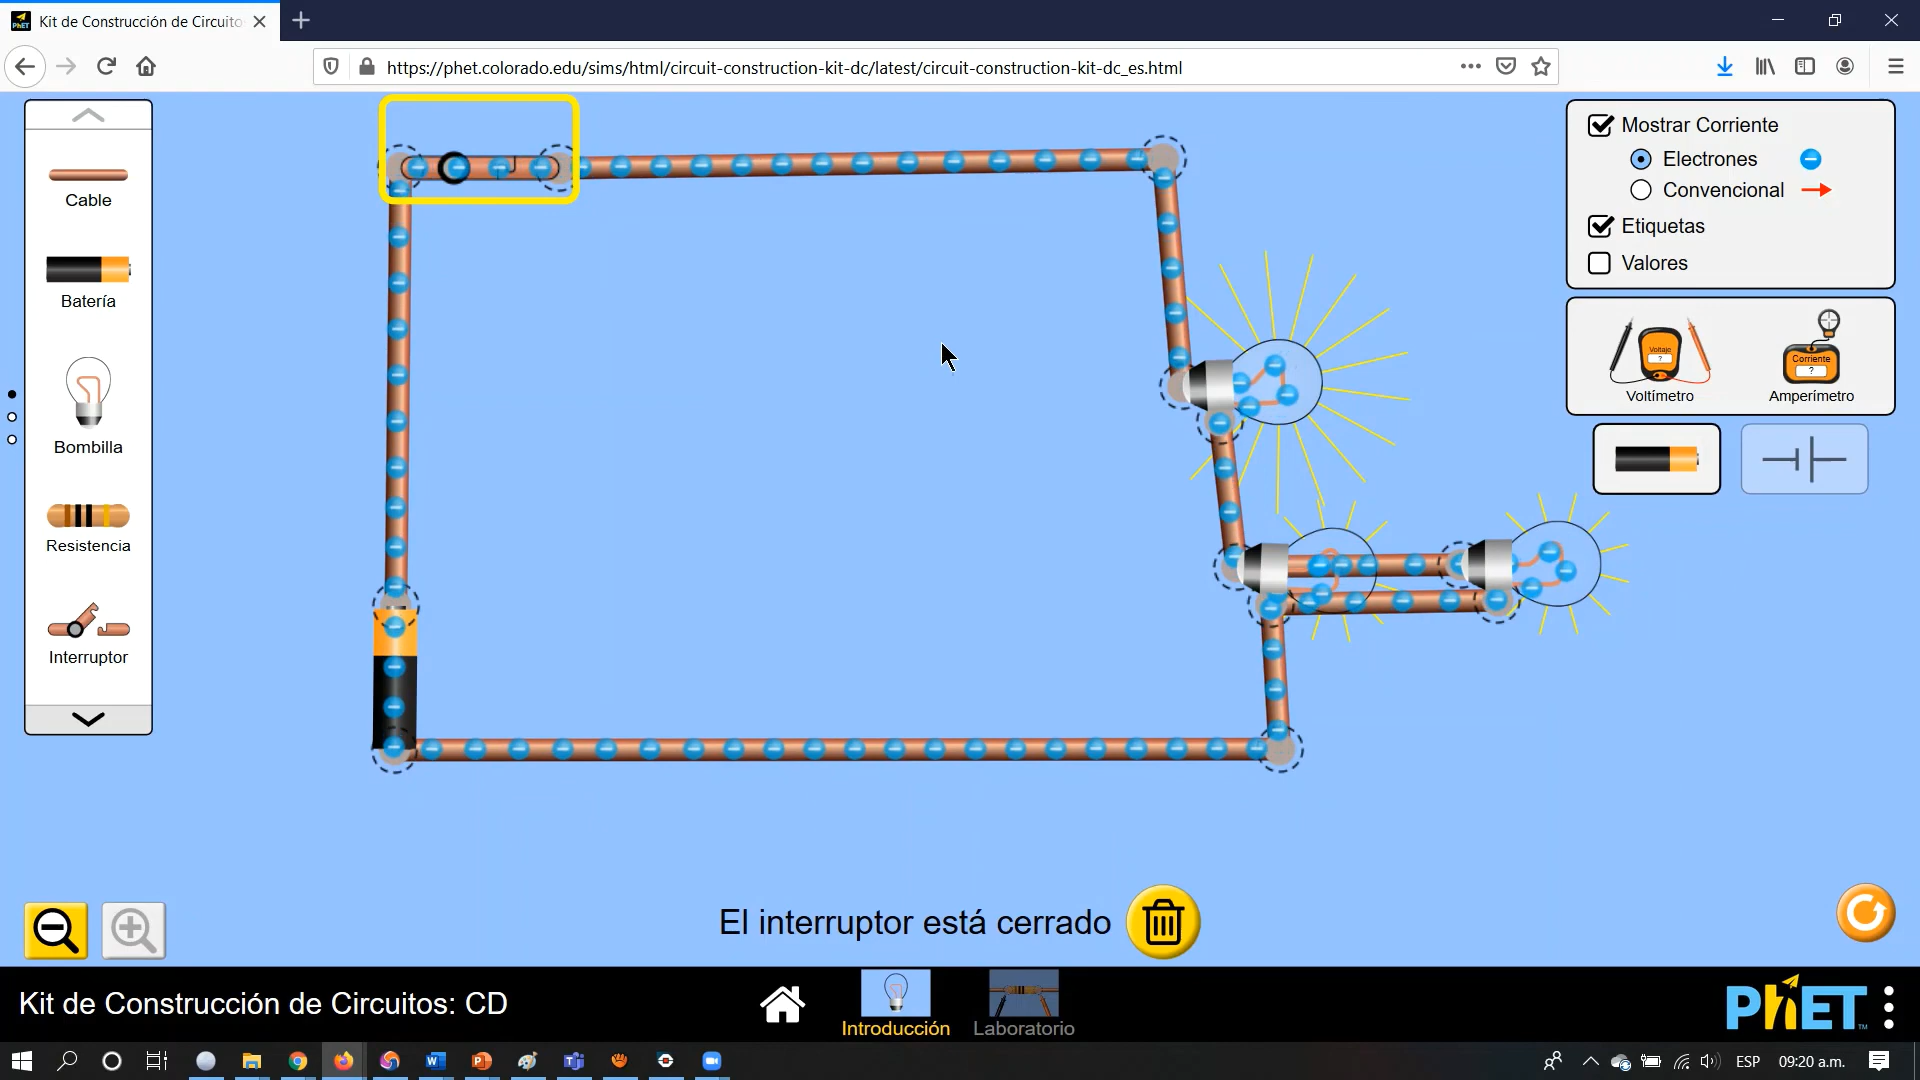 Kit de Construcción de Circuito
https://phet.colorado.edu/sims/html/circuit-construction-kit-dc/latest/circuit-construction-kit-dc_es.html
Cable
Batería
Bombilla
Resistencia
Interruptor
Mostrar Corriente
Electrones
Convencional
Etiquetas
Valores
Voltaje
?
Voltímetro
Corriente
?
Amperímetro
El interruptor está cerrado
Kit de Construcción de Circuitos: CD
Introducción
Laboratorio
PhET
ESP
09:20 a.m.